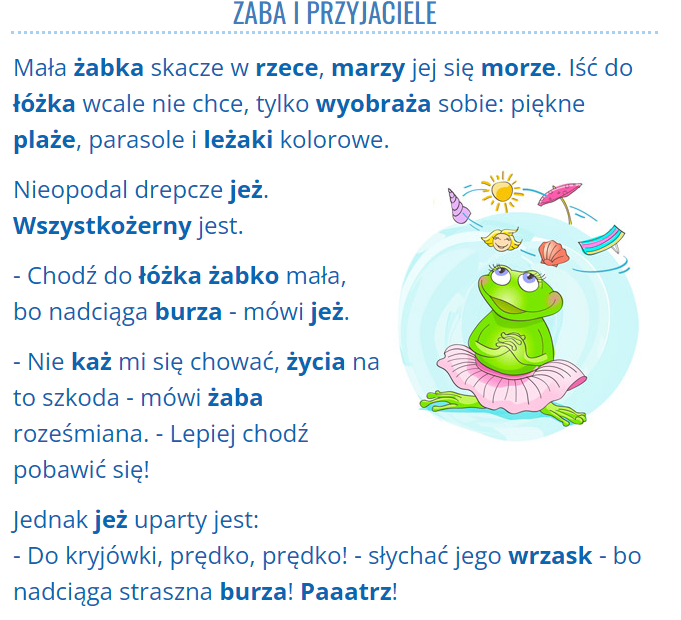 ŻABA I PRZYJACIELE
Mała żabka skacze w rzece, marzy jej się morze. Iść do
łóżka wcale nie chce, tylko wyobraża sobie: piękne
plaże, parasole i leżaki kolorowe.
Nieopodal drepcze jeż.
Wszystkożerny jest.
- Chodź do łóżka żabko mała,
bo nadciąga burza - mówi jeż.
- Nie każ mi się chować, życia na
to szkoda - mówi żaba
roześmiana. - Lepiej chodź
pobawić się!
Jednak jeż uparty jest:
- Do kryjówki, prędko, prędko! - słychać jego wrzask - bo
nadciąga straszna burza! Paaatrz!